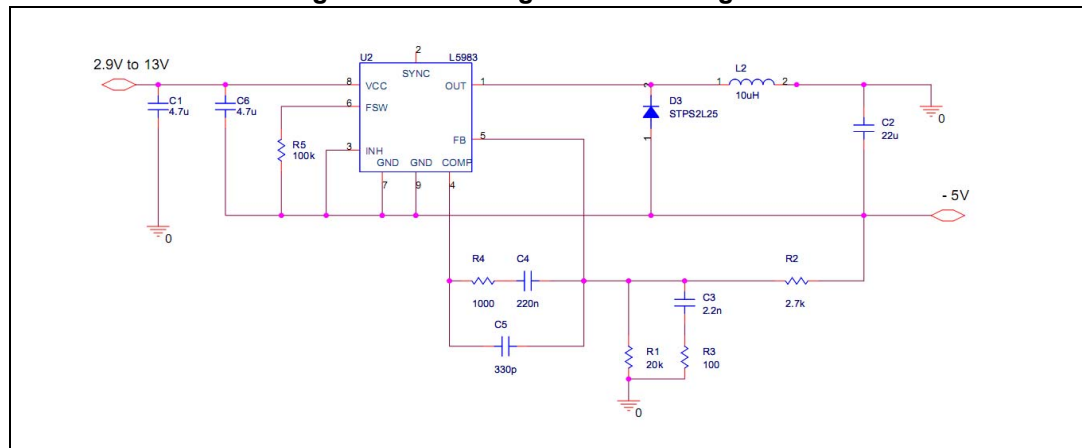 2.9V to 13V
U2
L5983
2
SYNC
8
VCC
OUT
1
6
FSW
FB
5
3
INH
GND
GND
COMP
7
9
4
C1
4.7u
C6
4.7u
R5
100k
0
2
D3
STPS2L25
1
L2
1
2
10uH
0
C2
22u
- 5V
R4
1000
C4
220n
C5
330p
C3
2.2n
R2
2.7k
R1
20k
R3
100
0